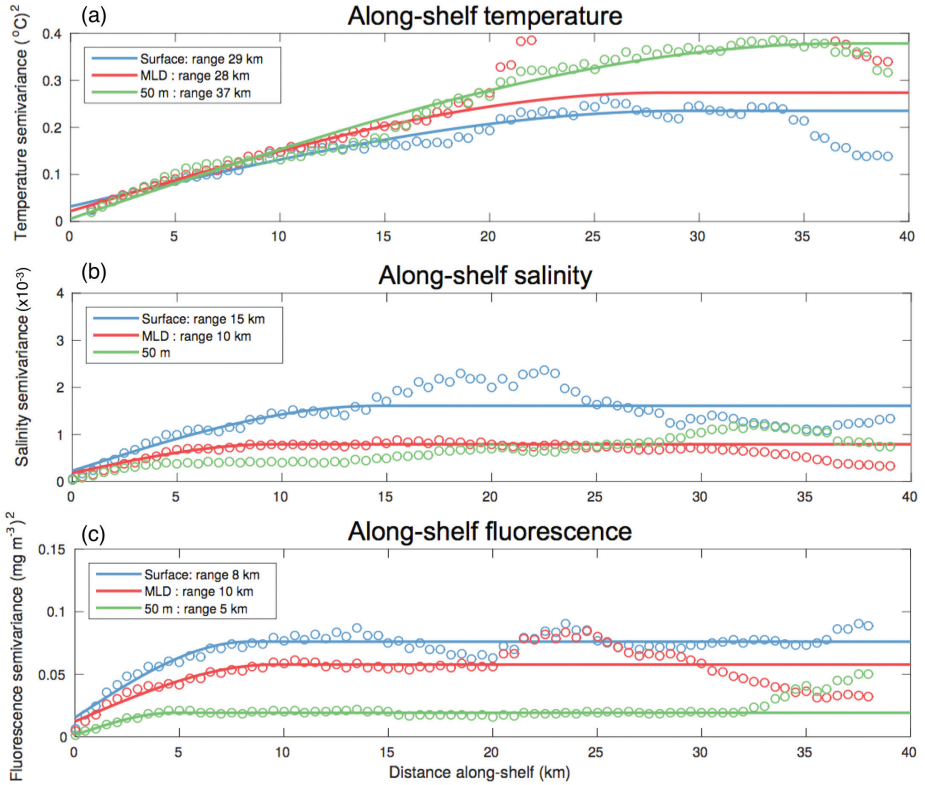 (a)
Along-shelf temperature
Temperature semivariance (°C)²
0.4
0.3
0.2
0.1
0
Surface: range 29 km
MLD : range 28 km
50 m : range 37 km
0 5 10 15 20 25 30 35 40
(b)
Along-shelf salinity
Salinity semivariance (x10⁻³)
4
3
2
1
0
Surface: range 15 km
MLD : range 10 km
50 m
0 5 10 15 20 25 30 35 40
(c)
Along-shelf fluorescence
Fluorescence semivariance (mg m⁻³)²
0.15
0.1
0.05
0
Surface: range 8 km
MLD : range 10 km
50 m : range 5 km
0 5 10 15 20 25 30 35 40
Distance along-shelf (km)